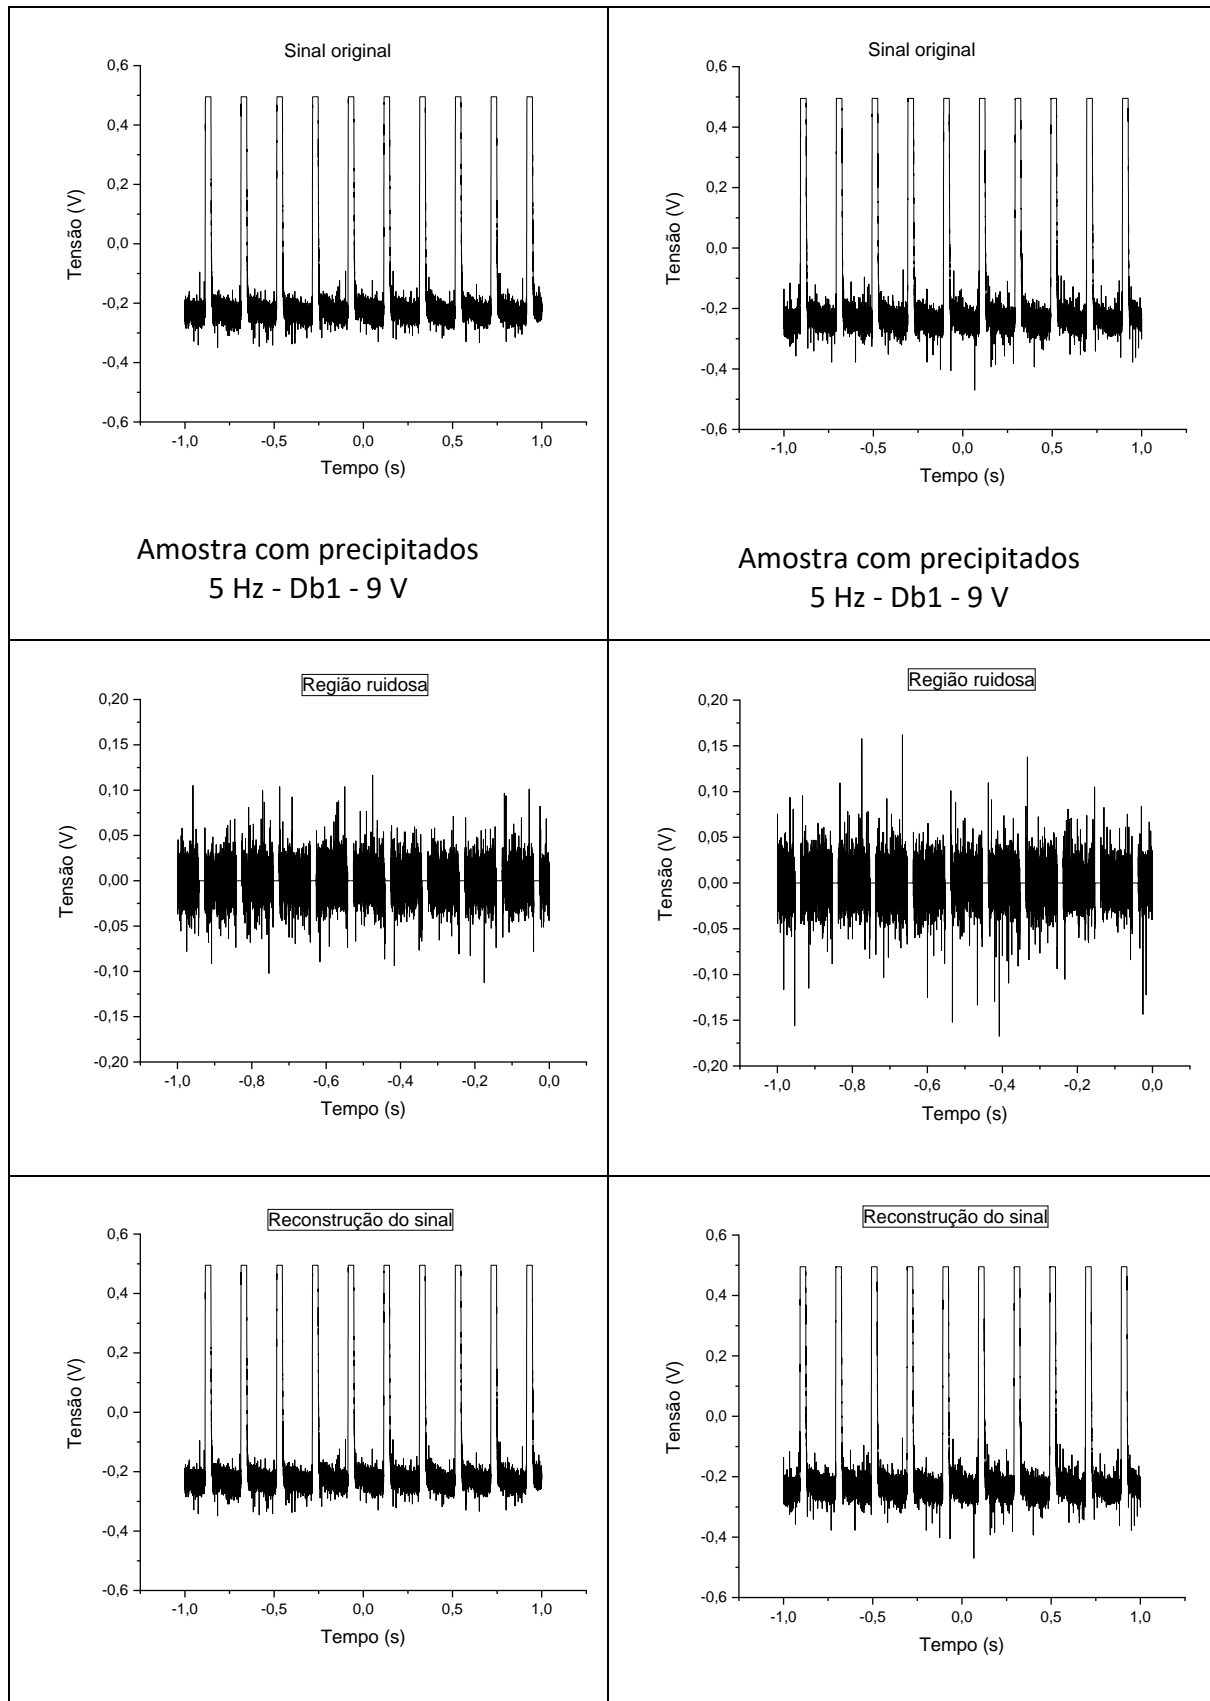 Sinal original
0,6
0,4
0,2
0,0
-0,2
-0,4
-0,6
Tensão (V)
-1,0 -0,5 0,0 0,5 1,0
Tempo (s)
Amostra com precipitados
5 Hz - Db1 - 9 V
Sinal original
0,6
0,4
0,2
0,0
-0,2
-0,4
-0,6
Tensão (V)
-1,0 -0,5 0,0 0,5 1,0
Tempo (s)
Amostra com precipitados
5 Hz - Db1 - 9 V
Região ruidosa
0,20
0,15
0,10
0,05
0,00
-0,05
-0,10
-0,15
-0,20
Tensão (V)
-1,0 -0,8 -0,6 -0,4 -0,2 0,0
Tempo (s)
Região ruidosa
0,20
0,15
0,10
0,05
0,00
-0,05
-0,10
-0,15
-0,20
Tensão (V)
-1,0 -0,8 -0,6 -0,4 -0,2 0,0
Tempo (s)
Reconstrução do sinal
0,6
0,4
0,2
0,0
-0,2
-0,4
-0,6
Tensão (V)
-1,0 -0,5 0,0 0,5 1,0
Tempo (s)
Reconstrução do sinal
0,6
0,4
0,2
0,0
-0,2
-0,4
-0,6
Tensão (V)
-1,0 -0,5 0,0 0,5 1,0
Tempo (s)